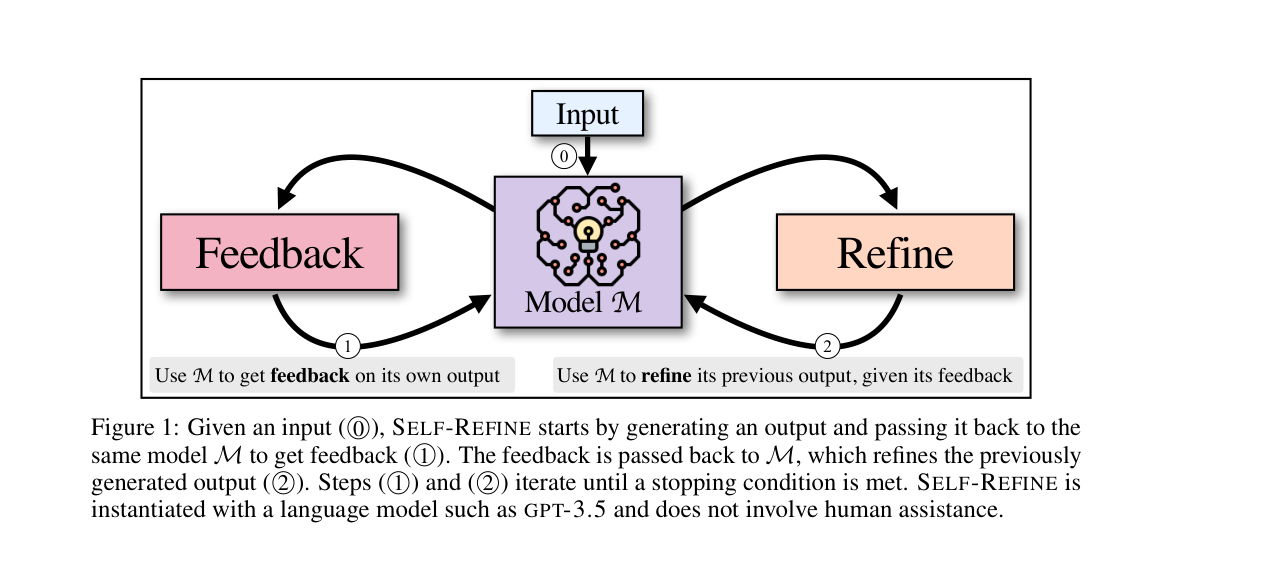 Input
⓪
Feedback
Refine
Model ℳ
①
②
Use ℳ to get feedback on its own output
Use ℳ to refine its previous output, given its feedback
Figure 1: Given an input (⓪), SELF-REFINE starts by generating an output and passing it back to the
same model ℳ to get feedback (①). The feedback is passed back to ℳ, which refines the previously
generated output (②). Steps (①) and (②) iterate until a stopping condition is met. SELF-REFINE is
instantiated with a language model such as GPT-3.5 and does not involve human assistance.